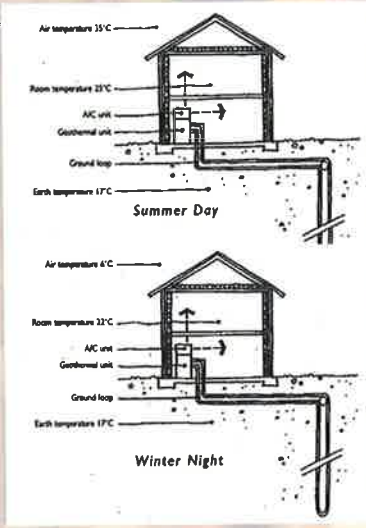 Air temperature 35°C
Room temperature 25°C
A/C unit
Geothermal unit
Ground loop
Earth temperature 17°C
Summer Day
Air temperature 6°C
Room temperature 22°C
A/C unit
Geothermal unit
Ground loop
Earth temperature 17°C
Winter Night